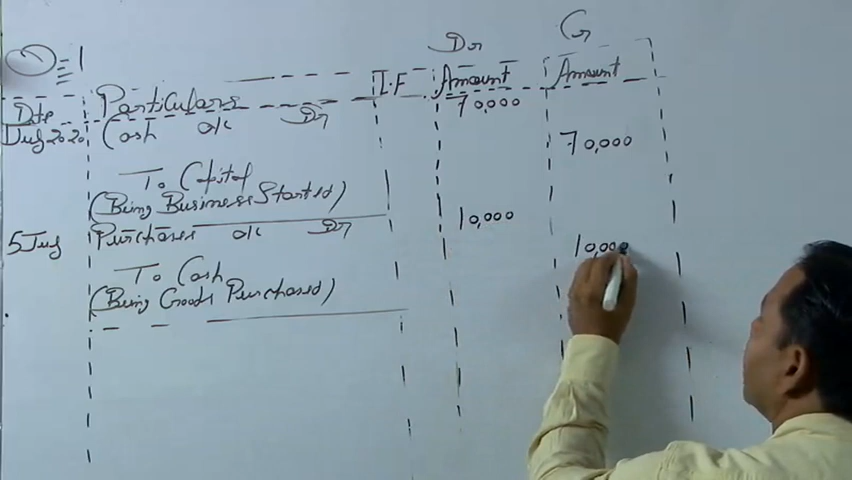 Q=1
Dr Cr
Date Particulars L.F Amount Amount
July 2020 Cash a/c Dr 70,000
To Capital 70,000
(Being Business Started)
5 July Purchases a/c Dr 10,000
To Cash 10,000
(Being Goods Purchased)